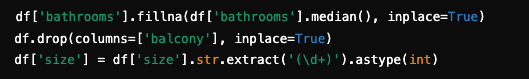 df['bathrooms'].fillna(df['bathrooms'].median(), inplace=True)
df.drop(columns=['balcony'], inplace=True)
df['size'] = df['size'].str.extract('(\d+)').astype(int)